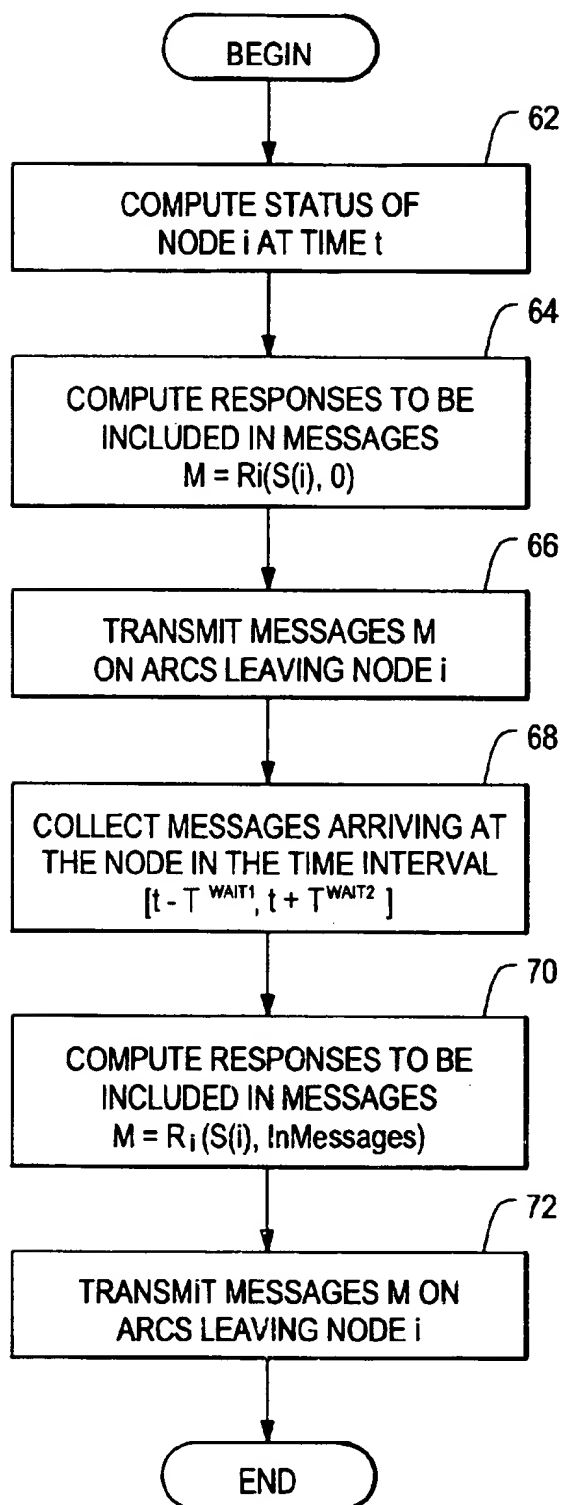 BEGIN
62
COMPUTE STATUS OF
NODE i AT TIME t
64
COMPUTE RESPONSES TO BE
INCLUDED IN MESSAGES
M = Ri(S(i), 0)
66
TRANSMIT MESSAGES M
ON ARCS LEAVING NODE i
68
COLLECT MESSAGES ARRIVING AT
THE NODE IN THE TIME INTERVAL
[t - T WAIT1, t + T WAIT2 ]
70
COMPUTE RESPONSES TO BE
INCLUDED IN MESSAGES
M = Ri (S(i), InMessages)
72
TRANSMiT MESSAGES M ON
ARCS LEAVING NODE i
END